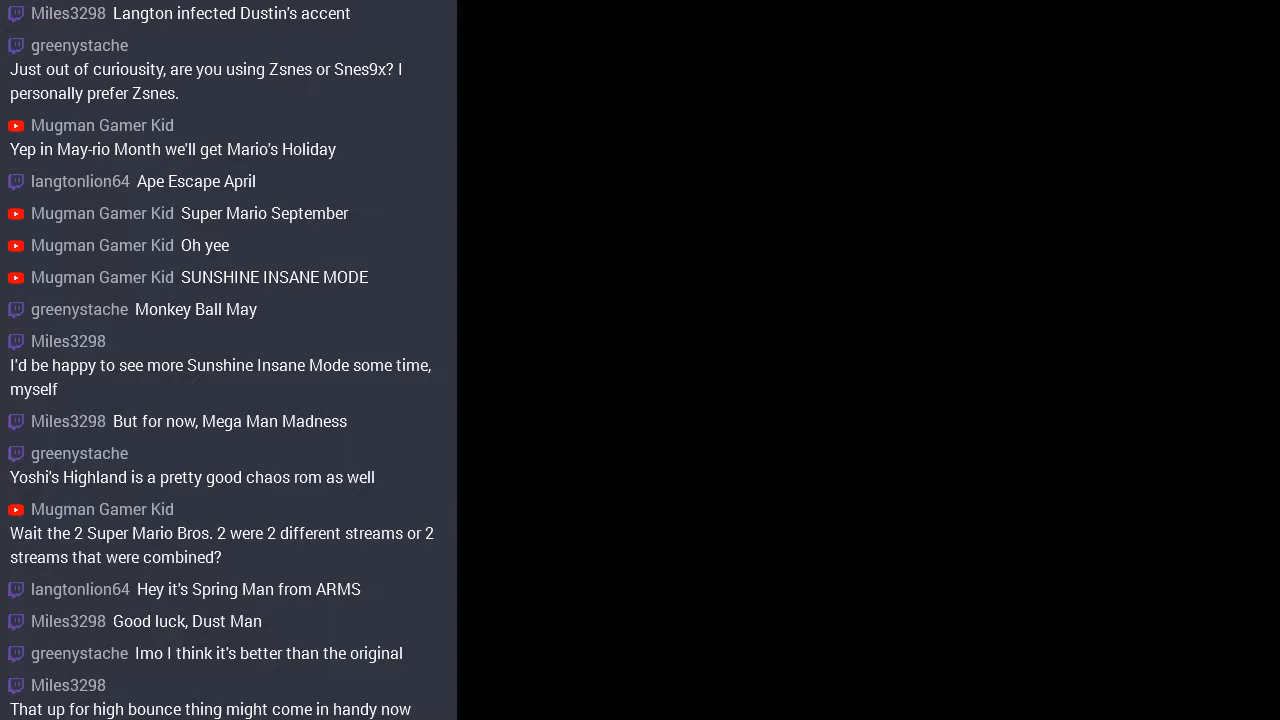 Miles3298 Langton infected Dustin's accent
greenystache
Just out of curiousity, are you using Zsnes or Snes9x? I
personally prefer Zsnes.
Mugman Gamer Kid
Yep in May-rio Month we'll get Mario's Holiday
langtonlion64 Ape Escape April
Mugman Gamer Kid Super Mario September
Mugman Gamer Kid Oh yee
Mugman Gamer Kid SUNSHINE INSANE MODE
greenystache Monkey Ball May
Miles3298
I'd be happy to see more Sunshine Insane Mode some time,
myself
Miles3298 But for now, Mega Man Madness
greenystache
Yoshi's Highland is a pretty good chaos rom as well
Mugman Gamer Kid
Wait the 2 Super Mario Bros. 2 were 2 different streams or 2
streams that were combined?
langtonlion64 Hey it's Spring Man from ARMS
Miles3298 Good luck, Dust Man
greenystache Imo I think it's better than the original
Miles3298
That up for high bounce thing might come in handy now